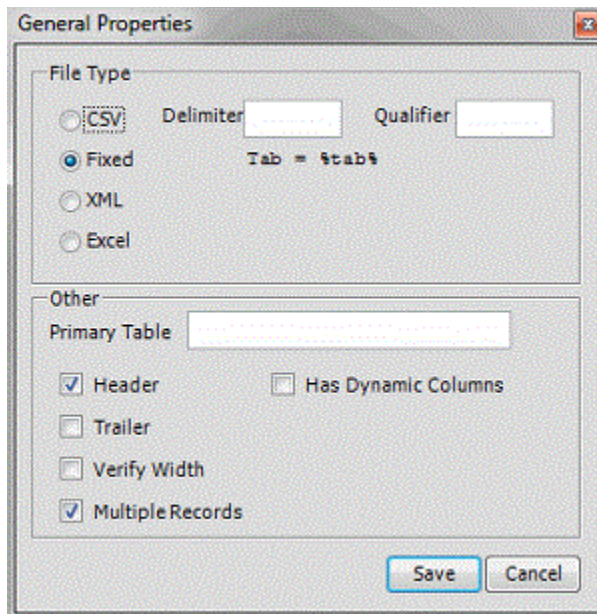 General Properties
File Type
CSV Delimiter Qualifier
Fixed Tab = %tab%
XML
Excel
Other
Primary Table
Header Has Dynamic Columns
Trailer
Verify Width
Multiple Records
Save Cancel